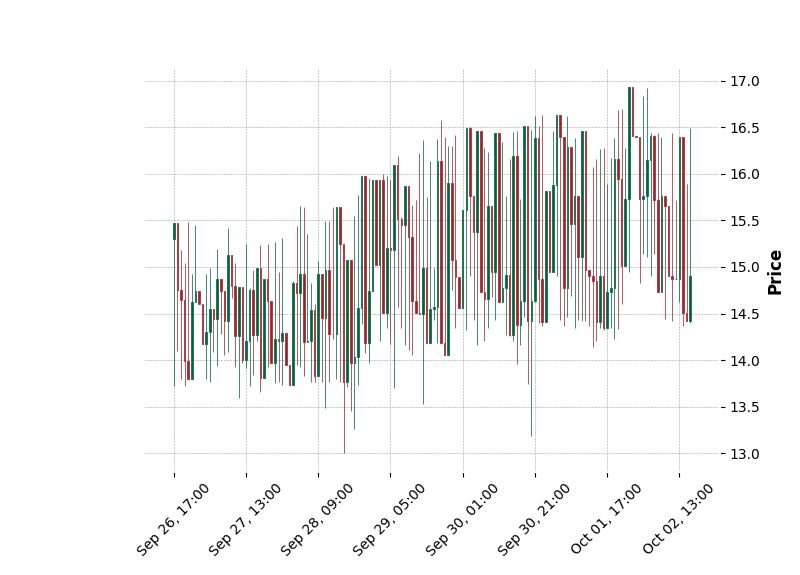 17.0
16.5
16.0
15.5
15.0
14.5
14.0
13.5
13.0
Price
Sep 26, 17:00
Sep 27, 13:00
Sep 28, 09:00
Sep 29, 05:00
Sep 30, 01:00
Sep 30, 21:00
Oct 01, 17:00
Oct 02, 13:00